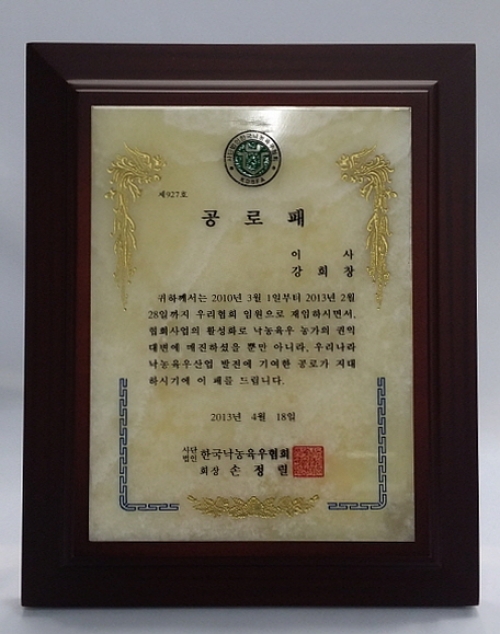 제927호
공로패
이 사
강 희 창
귀하께서는 2010년 3월 1일부터 2013년 2월
28일까지 우리협회 임원으로 재임하시면서,
협회사업의 활성화로 낙농육우 농가의 권익
대변에 매진하셨을 뿐만 아니라, 우리나라
낙농육우산업 발전에 기여한 공로가 지대
하시기에 이 패를 드립니다.
2013년 4월 18일
사단법인 한국낙농육우협회
회장 손 정 렬